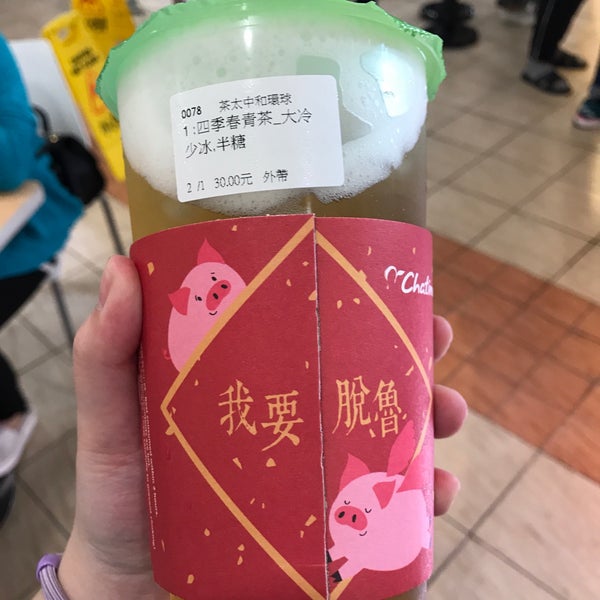 0078 茶太中和環球
1:四季春青茶_大冷
少冰,半糖
2 /1 30.00元 外帶
我要脫魯